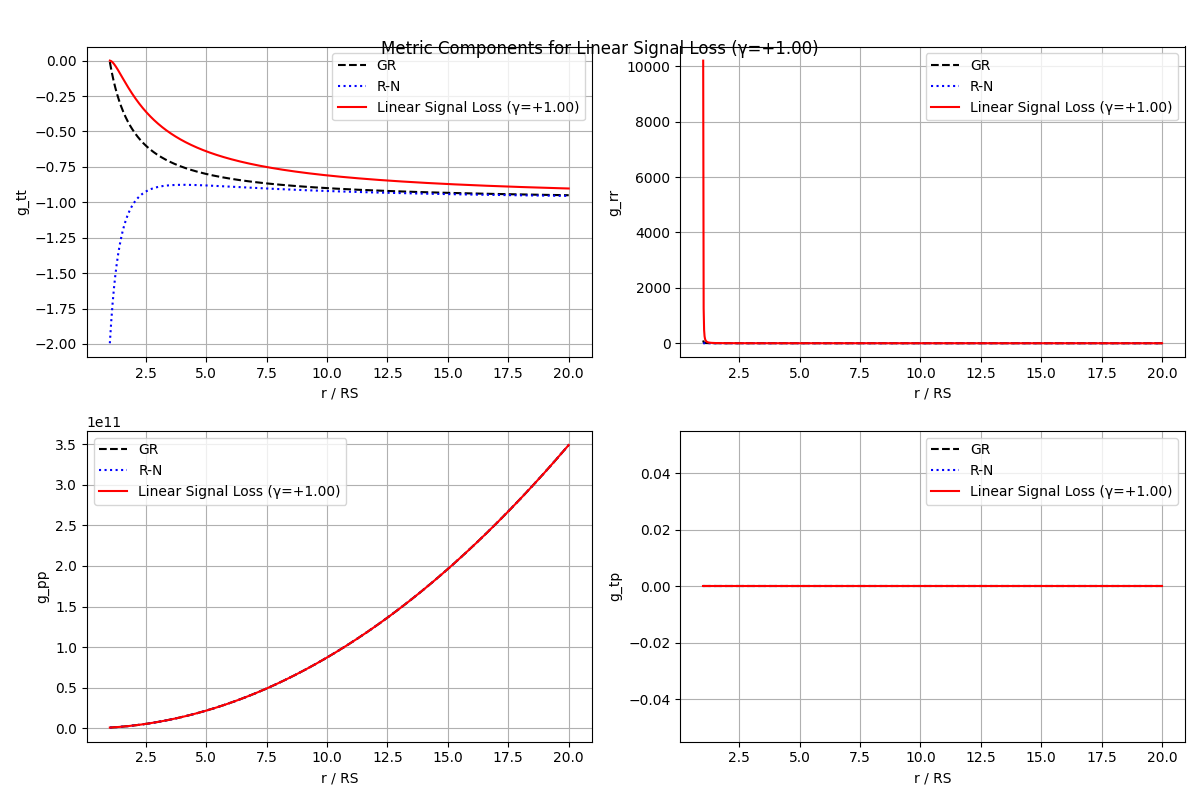 Metric Components for Linear Signal Loss (γ=+1.00)
0.00
−0.25
−0.50
−0.75
−1.00
−1.25
−1.50
−1.75
−2.00
g_tt
GR
R-N
Linear Signal Loss (γ=+1.00)
2.5 5.0 7.5 10.0 12.5 15.0 17.5 20.0
r / RS
10000
8000
6000
4000
2000
0
g_rr
GR
R-N
Linear Signal Loss (γ=+1.00)
2.5 5.0 7.5 10.0 12.5 15.0 17.5 20.0
r / RS
1e11
3.5
3.0
2.5
2.0
1.5
1.0
0.5
0.0
g_pp
GR
R-N
Linear Signal Loss (γ=+1.00)
2.5 5.0 7.5 10.0 12.5 15.0 17.5 20.0
r / RS
0.04
0.02
0.00
−0.02
−0.04
g_tp
GR
R-N
Linear Signal Loss (γ=+1.00)
2.5 5.0 7.5 10.0 12.5 15.0 17.5 20.0
r / RS